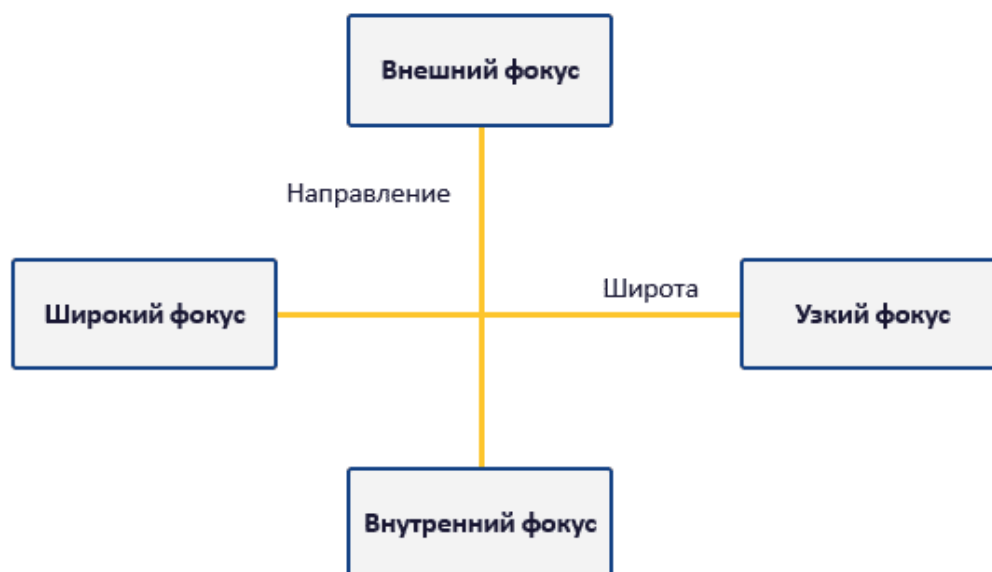 Внешний фокус
Направление
Широта
Широкий фокус
Узкий фокус
Внутренний фокус